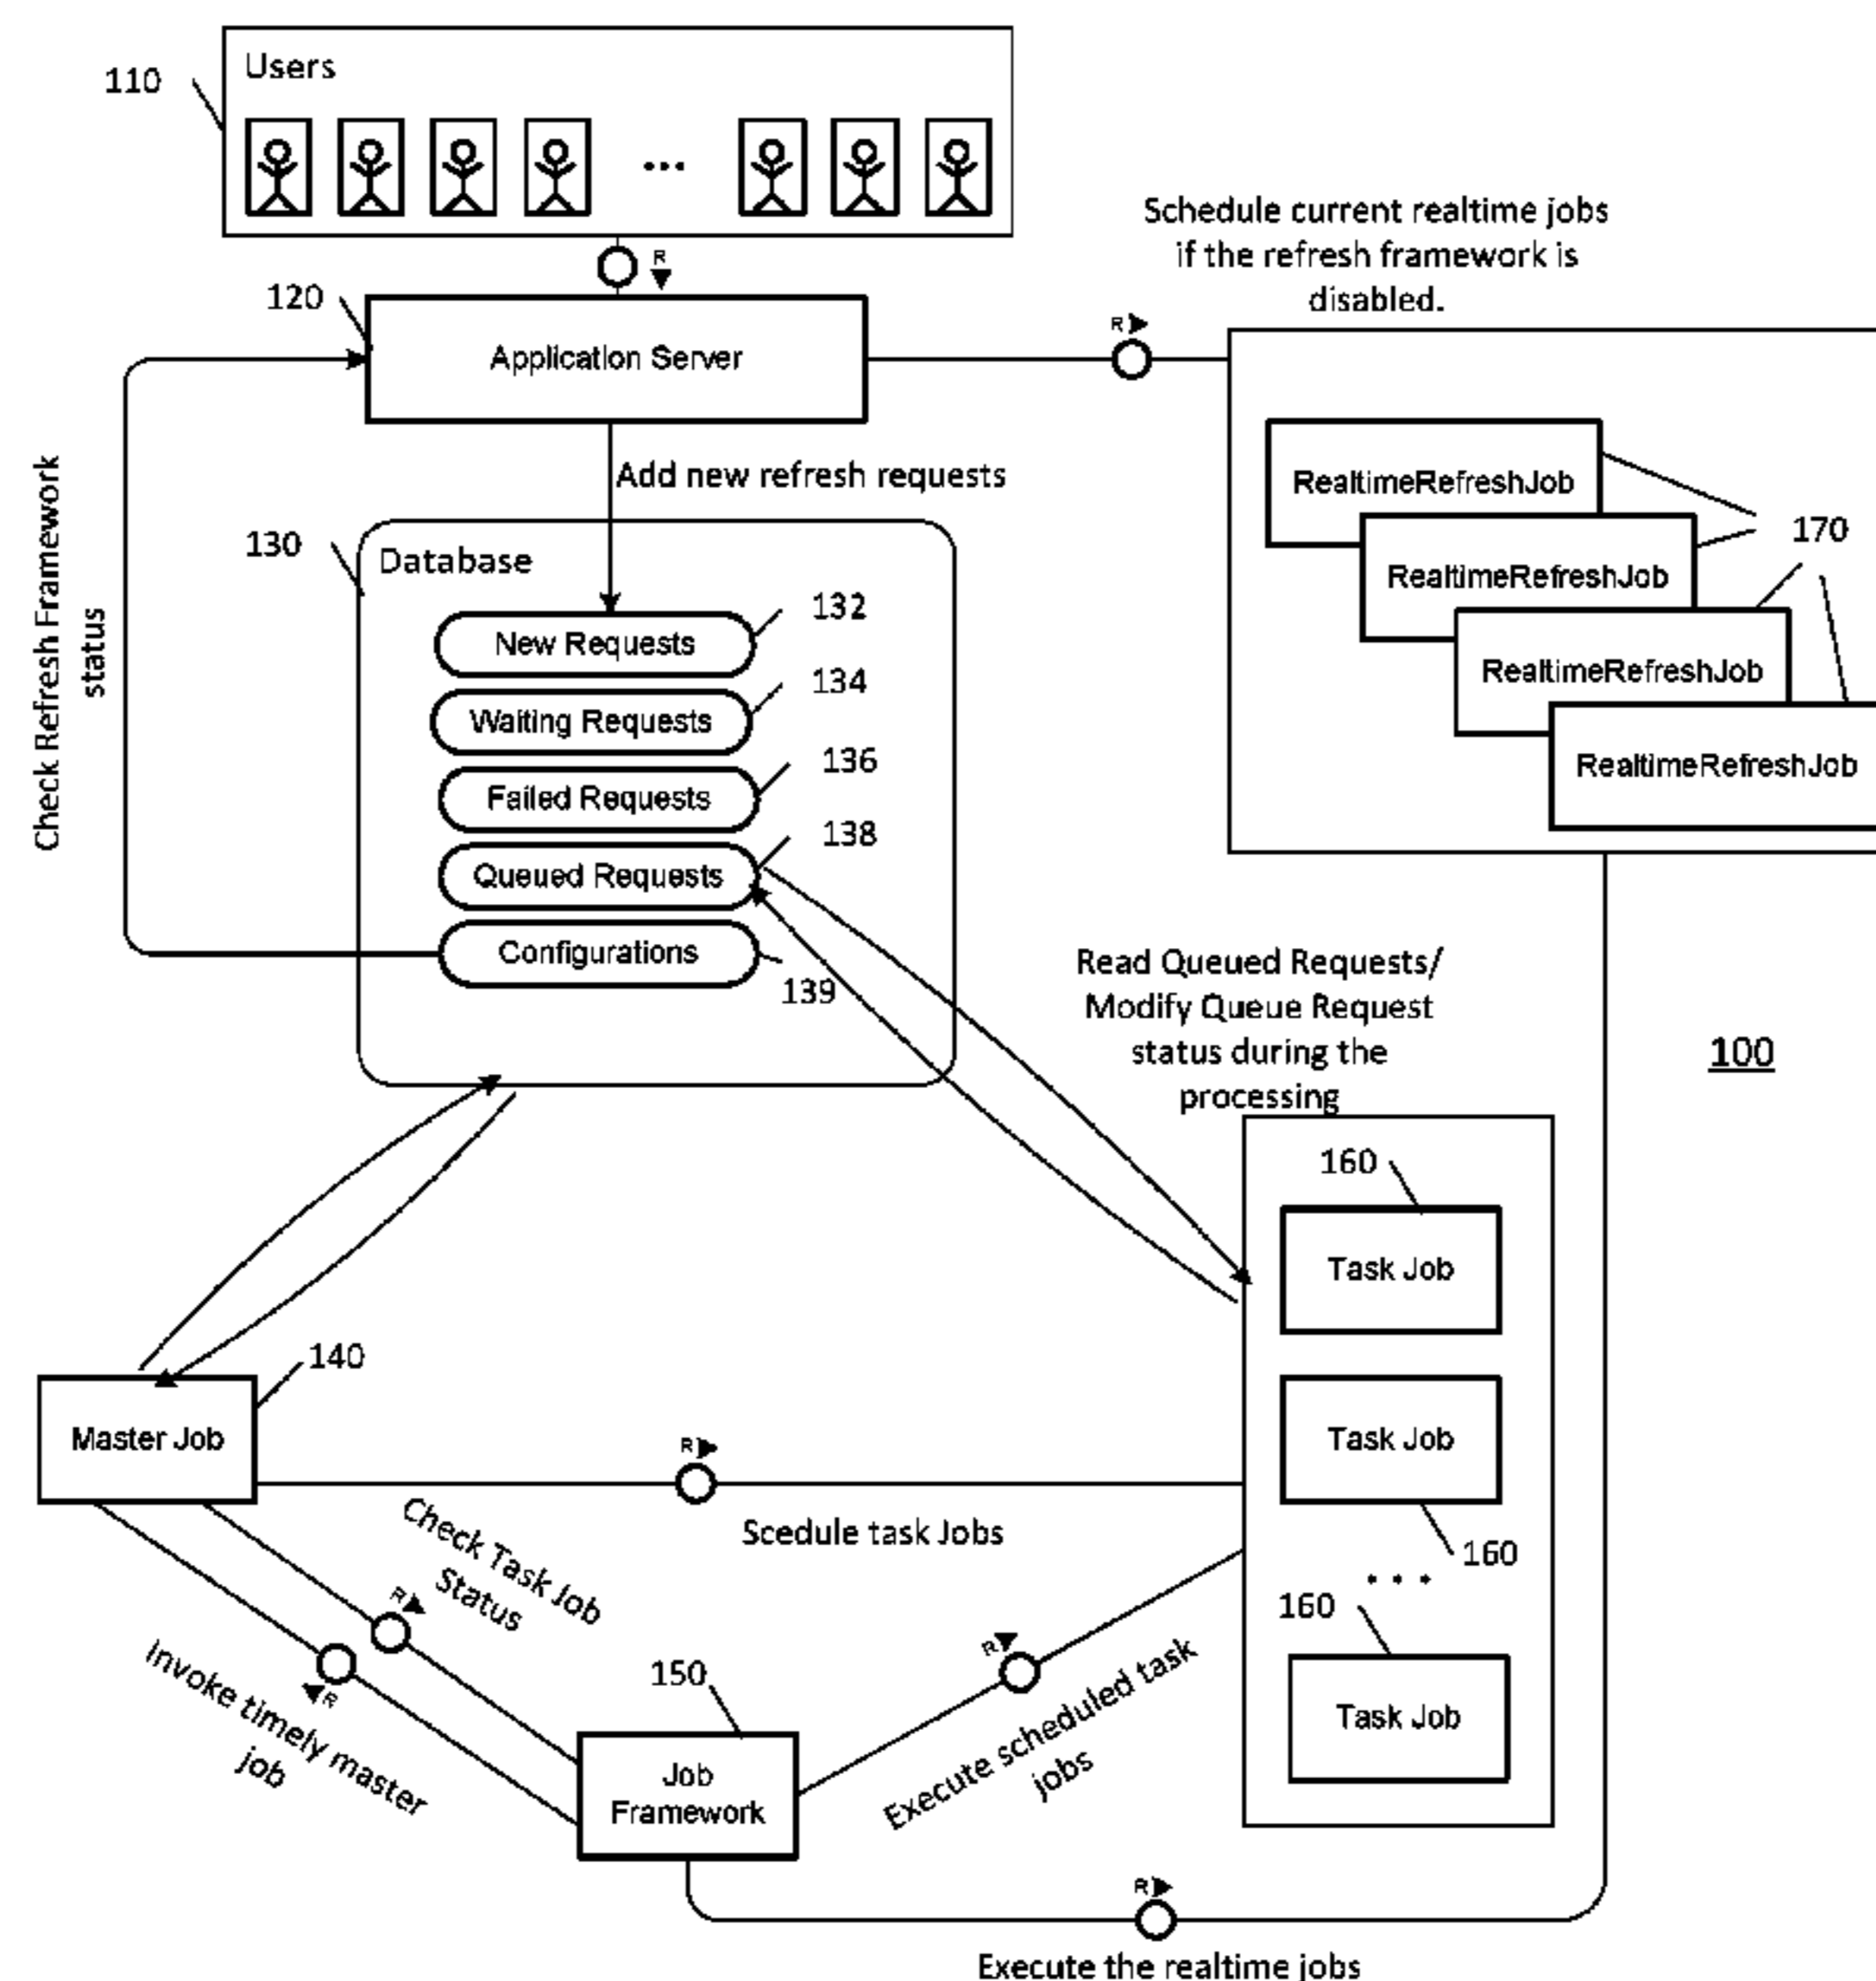 Users
110
...
R
Schedule current realtime jobs
if the refresh framework is
disabled.
120
Application Server
R
Check Refresh Framework
status
Add new refresh requests
RealtimeRefreshJob
RealtimeRefreshJob
RealtimeRefreshJob
RealtimeRefreshJob
170
130
Database
New Requests
132
Waiting Requests
134
Failed Requests
136
Queued Requests
138
Configurations
139
Read Queued Requests/
Modify Queue Request
status during the
processing
100
160
Task Job
Task Job
160
...
160
Task Job
140
Master Job
R
Scedule task Jobs
Check Task Job
Status
R
Invoke timely master
job
R
150
Job
Framework
R
Execute scheduled task
jobs
R
Execute the realtime jobs